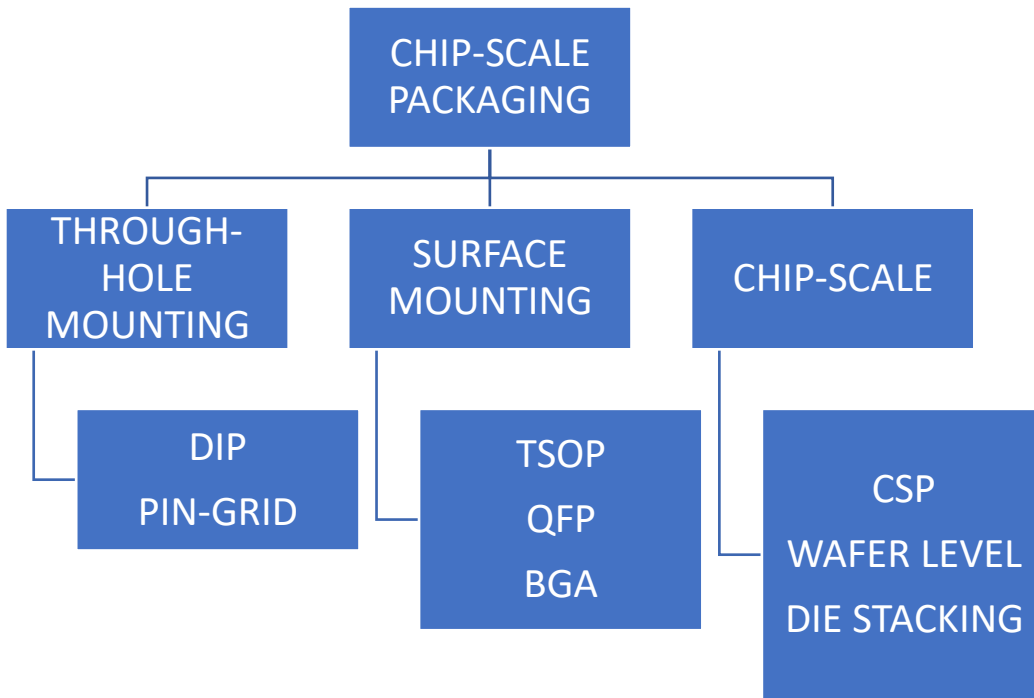 CHIP-SCALE
PACKAGING
THROUGH-
HOLE
MOUNTING
SURFACE
MOUNTING
CHIP-SCALE
DIP
PIN-GRID
TSOP
QFP
BGA
CSP
WAFER LEVEL
DIE STACKING